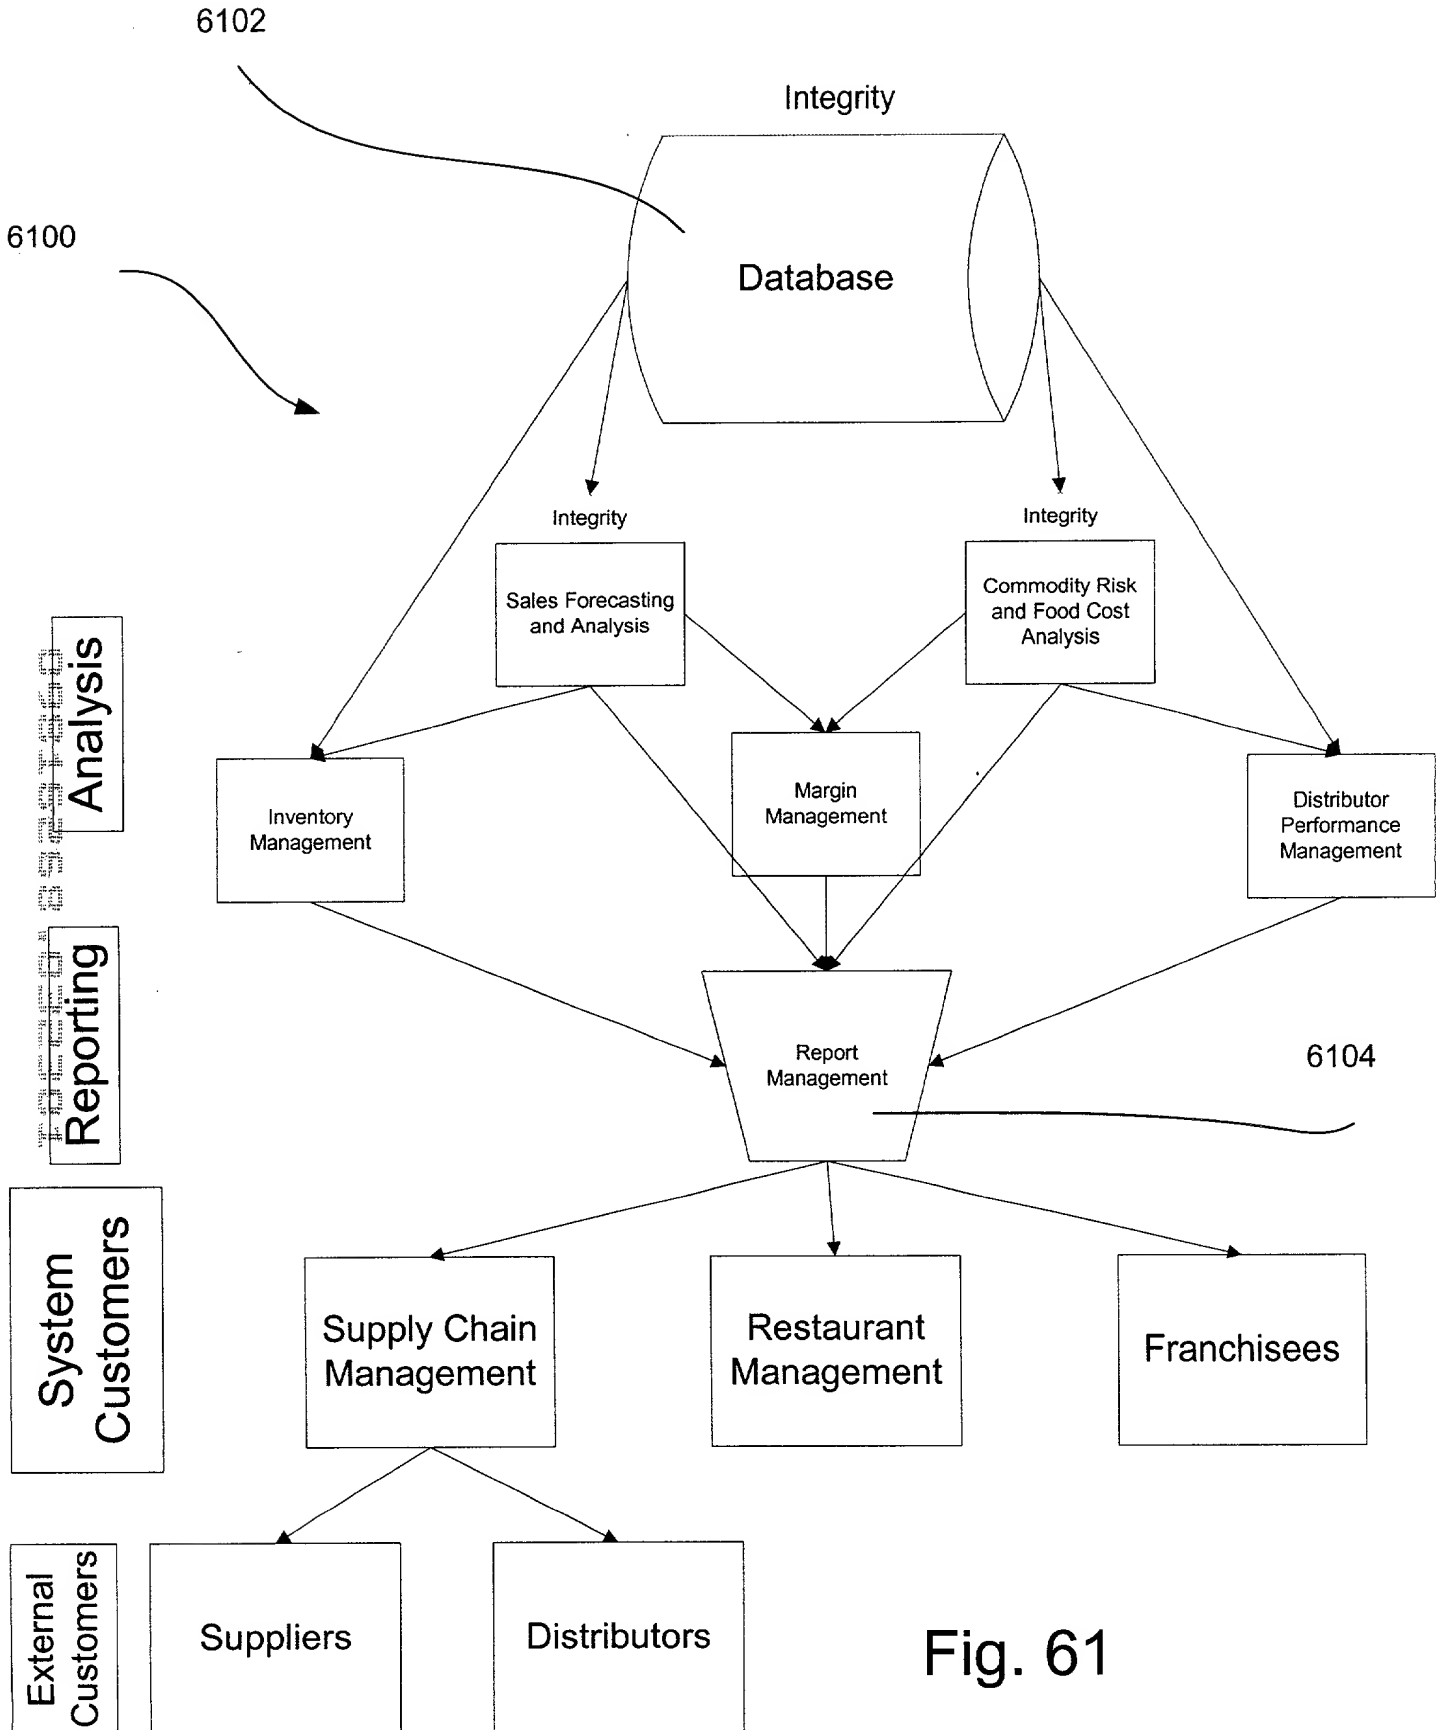 6102
Integrity
6100
Database
Integrity
Integrity
Sales Forecasting
and Analysis
Commodity Risk
and Food Cost
Analysis
Analysis
Inventory
Management
Margin
Management
Distributor
Performance
Management
Reporting
Report
Management
6104
System
Customers
Supply Chain
Management
Restaurant
Management
Franchisees
External
Customers
Suppliers
Distributors
Fig. 61